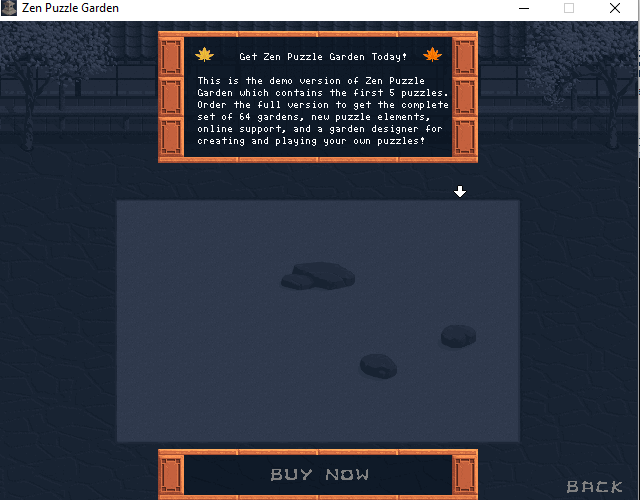 Zen Puzzle Garden
Get Zen Puzzle Garden Today!
This is the demo version of Zen Puzzle
Garden which contains the first 5 puzzles.
Order the full version to get the complete
set of 64 gardens, new puzzle elements,
online support, and a garden designer for
creating and playing your own puzzles!
BUY NOW
BACK